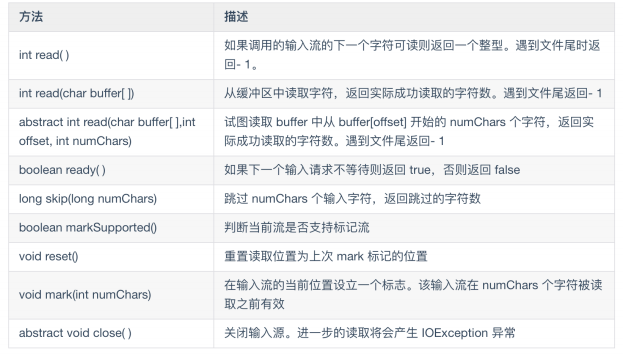 方法 描述
int read( ) 如果调用的输入流的下一个字符可读则返回一个整型。遇到文件尾时返
回- 1。
int read(char buffer[ ]) 从缓冲区中读取字符，返回实际成功读取的字符数。遇到文件尾返回- 1
abstract int read(char buffer[ ],int 试图读取 buffer 中从 buffer[offset] 开始的 numChars 个字符，返回实
offset, int numChars) 际成功读取的字符数。遇到文件尾返回- 1
boolean ready( ) 如果下一个输入请求不等待则返回 true，否则返回 false
long skip(long numChars) 跳过 numChars 个输入字符，返回跳过的字符数
boolean markSupported() 判断当前流是否支持标记流
void reset() 重置读取位置为上次 mark 标记的位置
void mark(int numChars) 在输入流的当前位置设立一个标志。该输入流在 numChars 个字符被读
取之前有效
abstract void close( ) 关闭输入源。进一步的读取将会产生 IOException 异常